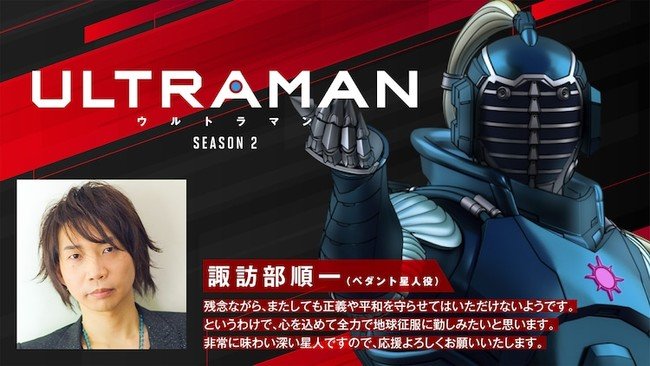 ULTRAMAN
ウルトラマン
SEASON 2
諏訪部順一（ペダント星人役）
残念ながら、またしても正義や平和を守らせてはいただけないようです。
というわけで、心を込めて全力で地球征服に勤しみたいと思います。
非常に味わい深い星人ですので、応援よろしくお願いいたします。